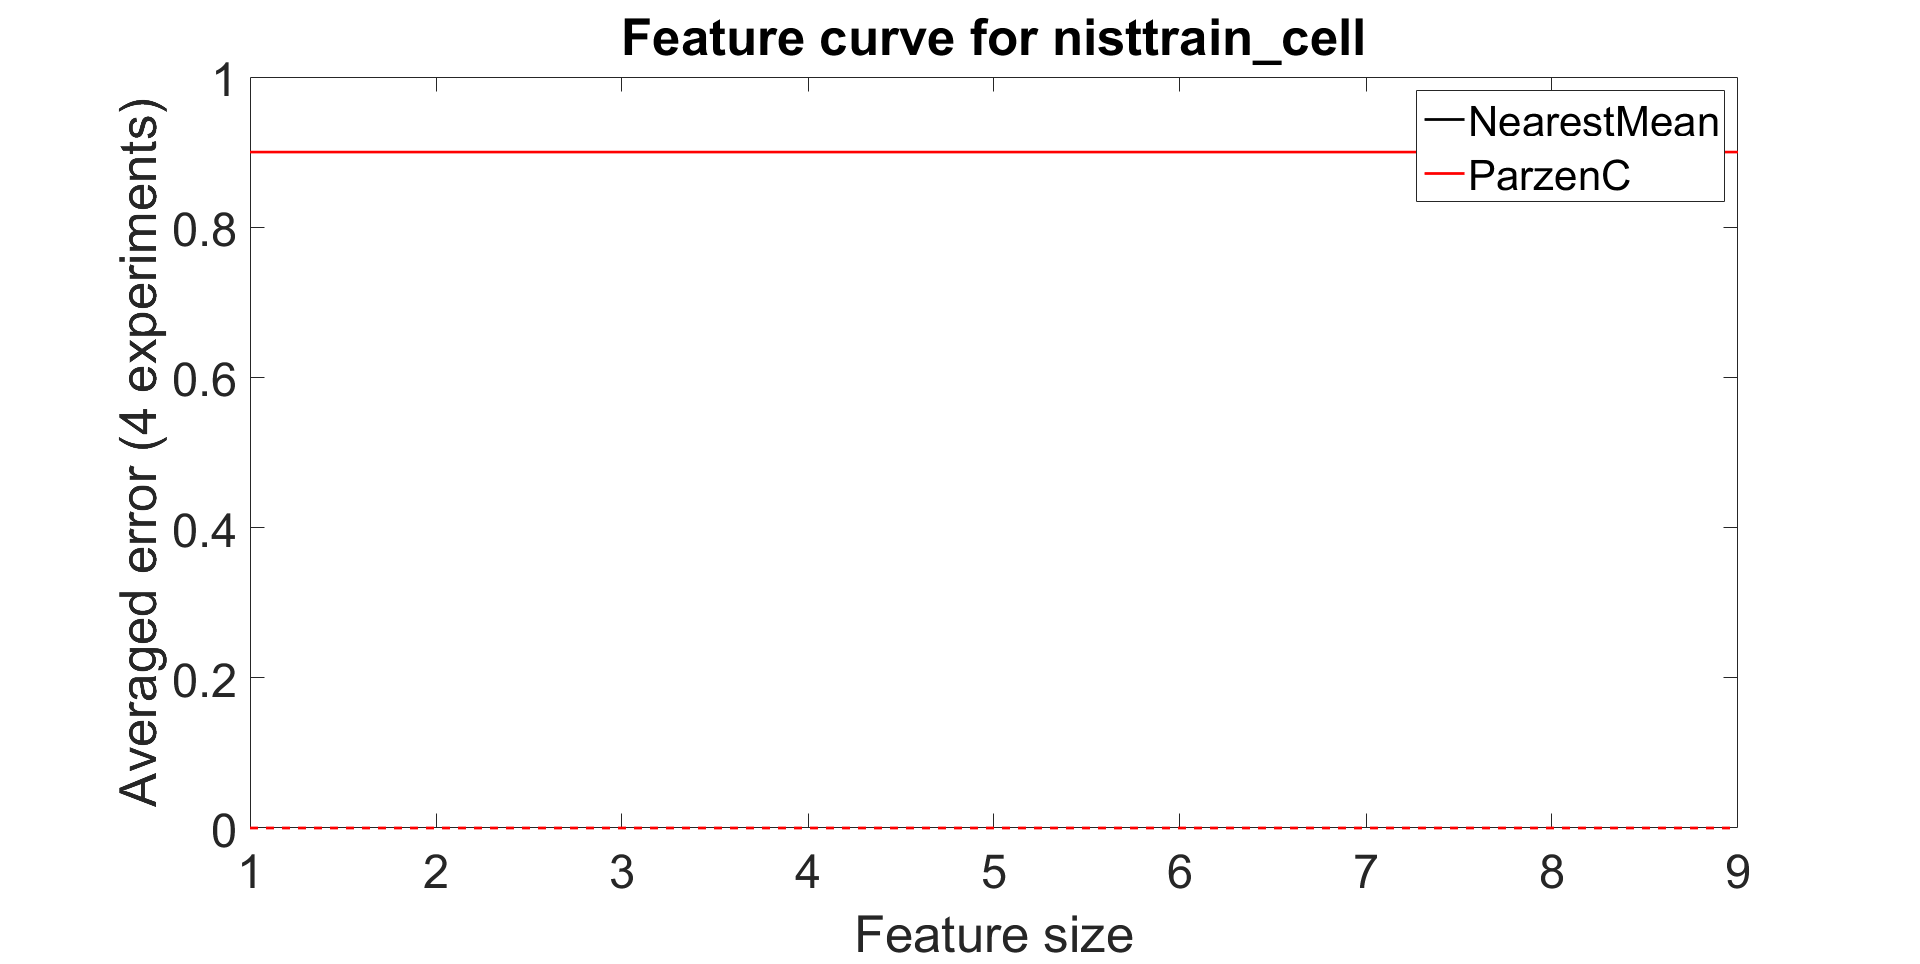 Feature curve for nisttrain_cell
1
0.8
0.6
0.4
0.2
0
Averaged error (4 experiments)
NearestMean
ParzenC
1 2 3 4 5 6 7 8 9
Feature size